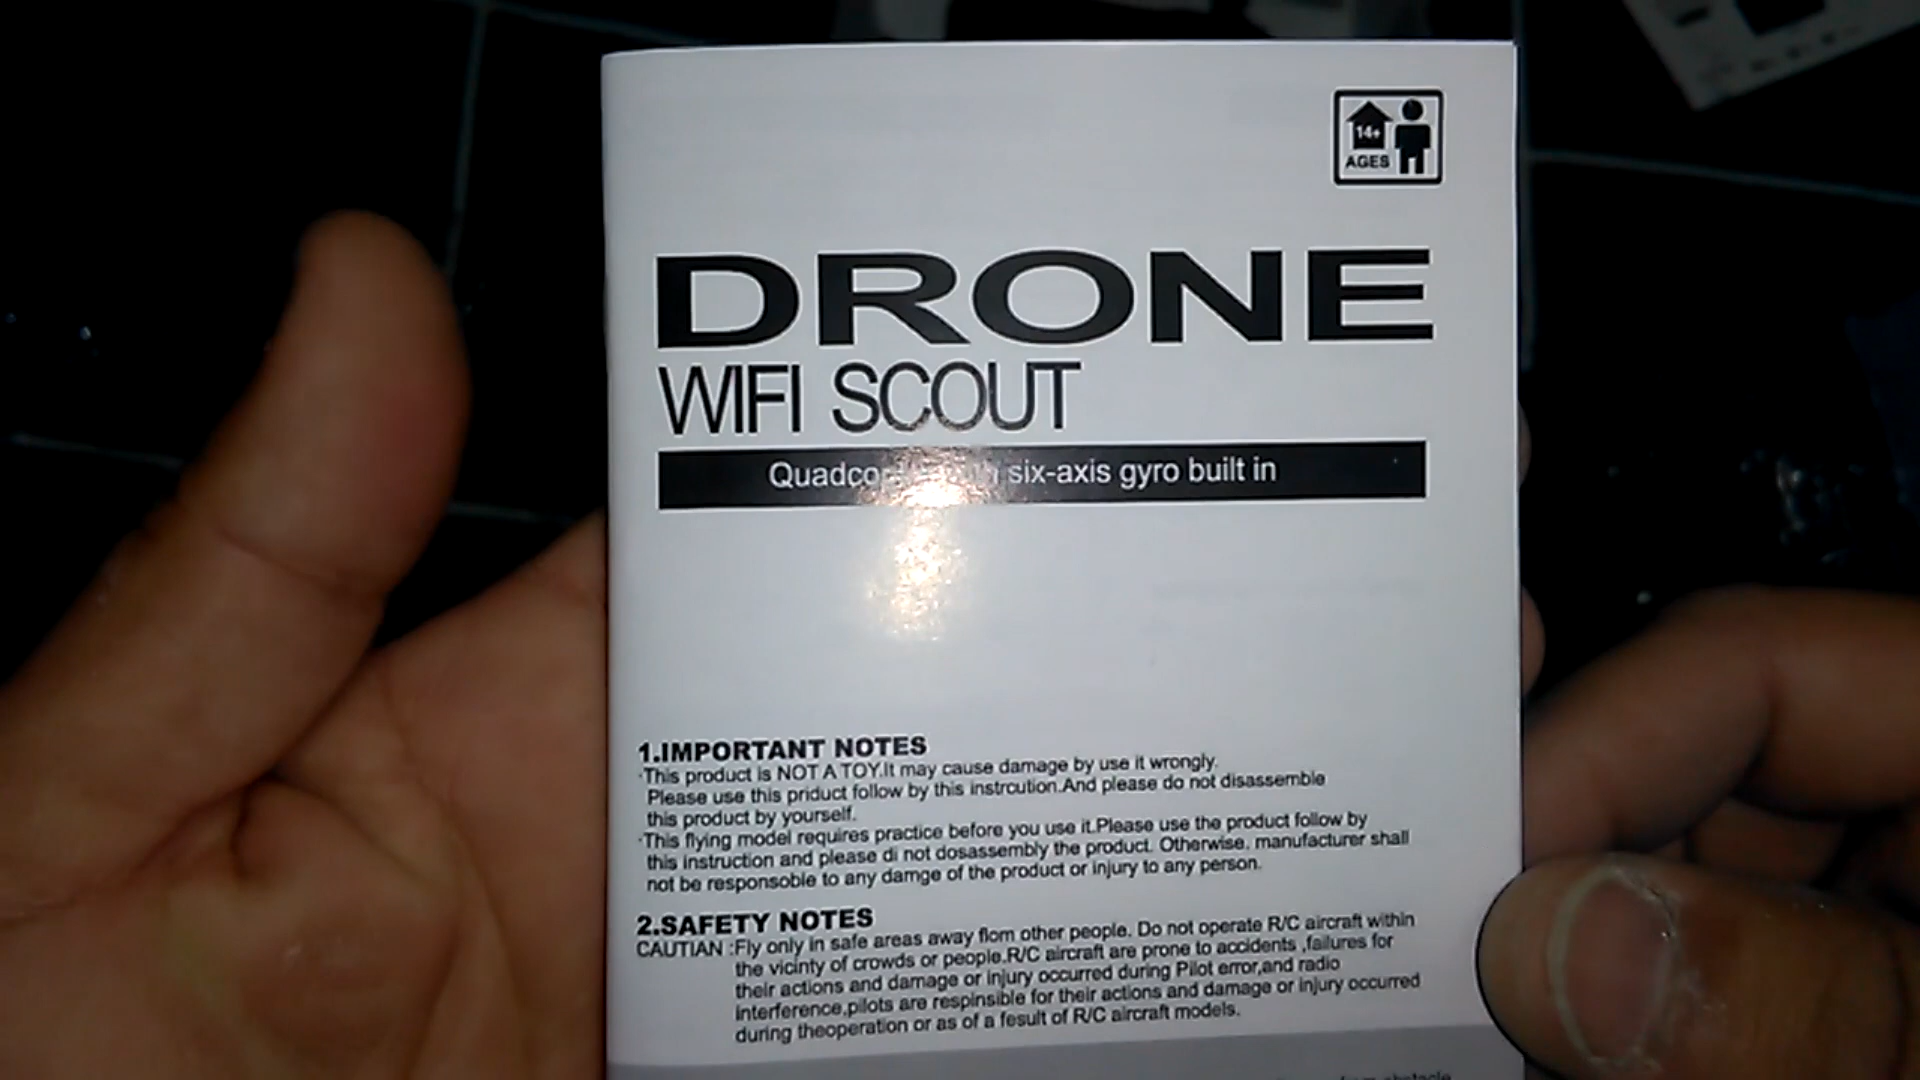 14+
AGES
DRONE
WIFI SCOUT
six-axis gyro built in
1.IMPORTANT NOTES
·This product is NOT A TOY.It may cause damage by use it wrongly.
Please use this priduct follow by this instrcution.And please do not disassemble
this product by yourself.
·This flying model requires practice before you use it.Please use the product follow by
this instruction and please di not dosassembly the product. Otherwise. manufacturer shall
not be responsoble to any damge of the product or injury to any person.
2.SAFETY NOTES
CAUTIAN :Fly only in safe areas away flom other people. Do not operate R/C aircraft within
the vicinty of crowds or people.R/C aircraft are prone to accidents ,failures for
their actions and damage or injury occurred during Pilot error,and radio
interference,pilots are respinsible for their actions and damage or injury occurred
during theoperation or as of a fesult of R/C aircraft models.